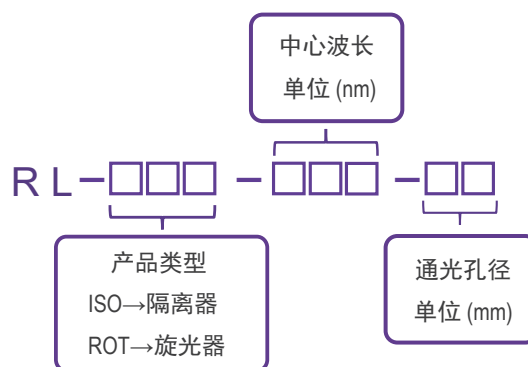 中心波长
单位 (nm)
RL-□□□-□□□-□□
产品类型
ISO→隔离器
ROT→旋光器
通光孔径
单位 (mm)